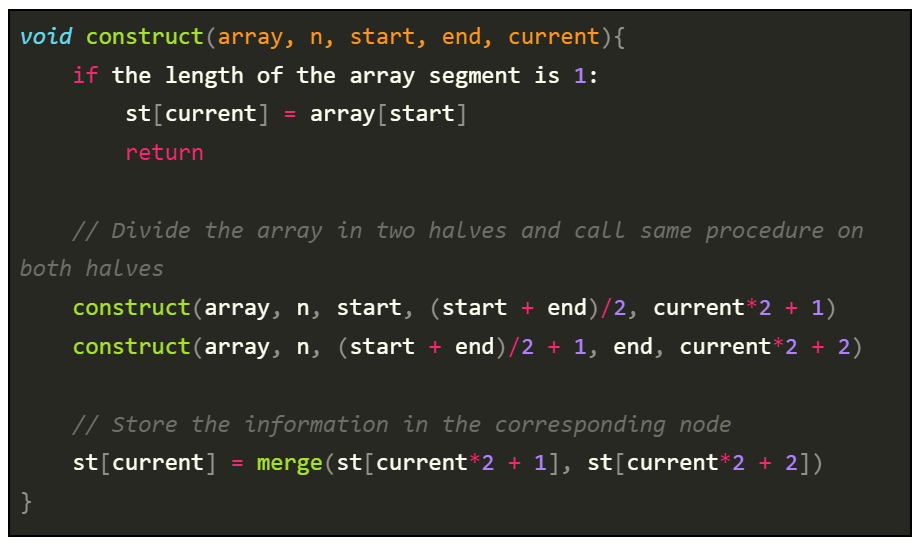 void construct(array, n, start, end, current){
    if the length of the array segment is 1:
        st[current] = array[start]
        return

    // Divide the array in two halves and call same procedure on
both halves
    construct(array, n, start, (start + end)/2, current*2 + 1)
    construct(array, n, (start + end)/2 + 1, end, current*2 + 2)

    // Store the information in the corresponding node
    st[current] = merge(st[current*2 + 1], st[current*2 + 2])
}